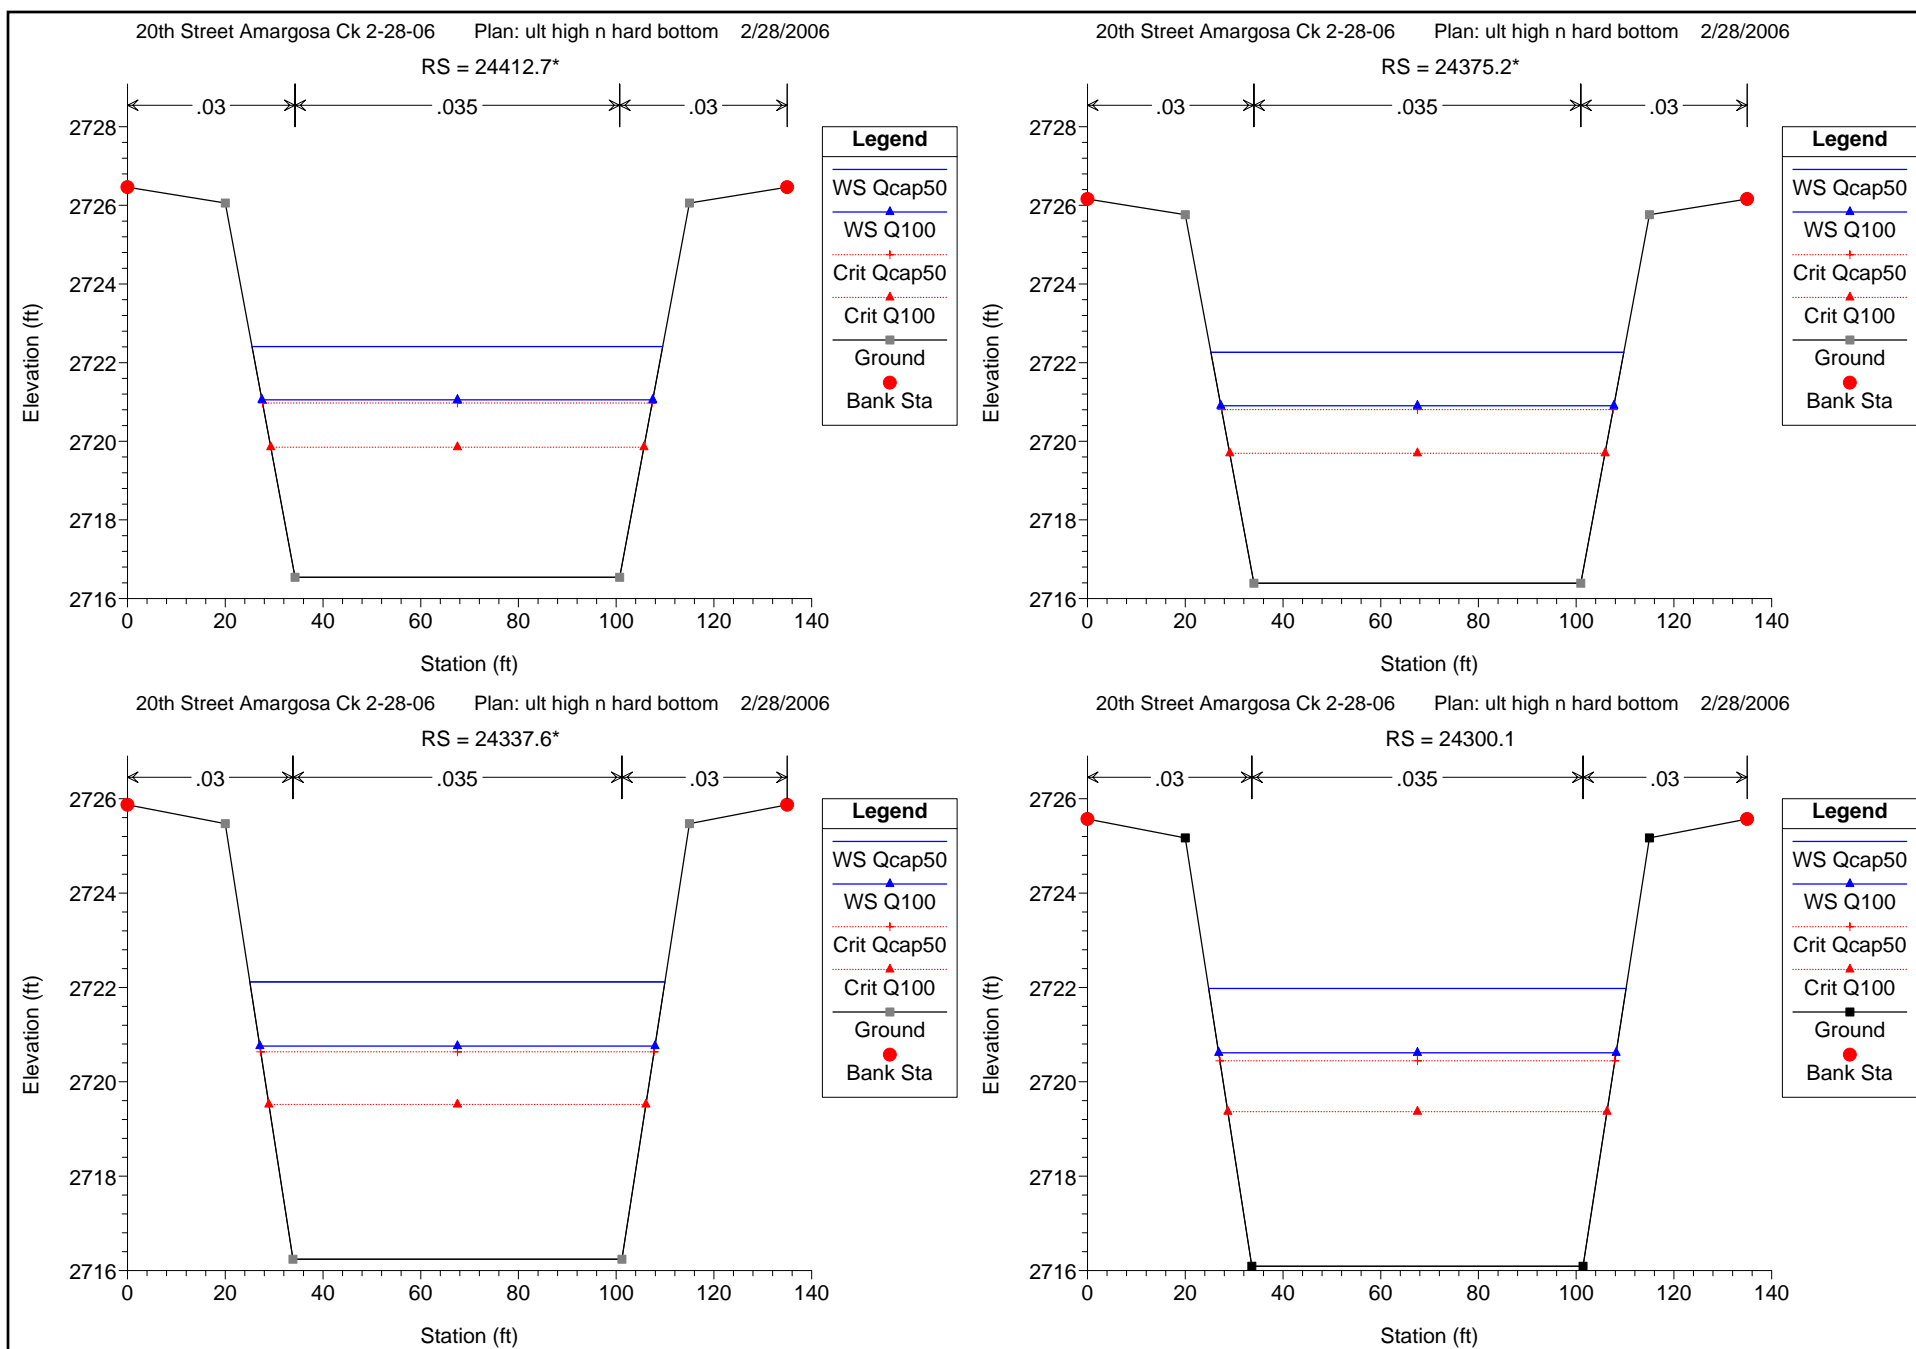 20th Street Amargosa Ck 2-28-06 Plan: ult high n hard bottom 2/28/2006
RS = 24412.7*
.03 .035 .03
2728
2726
2724
2722
2720
2718
2716
Elevation (ft)
0 20 40 60 80 100 120 140
Station (ft)
Legend
WS Qcap50
WS Q100
Crit Qcap50
Crit Q100
Ground
Bank Sta
20th Street Amargosa Ck 2-28-06 Plan: ult high n hard bottom 2/28/2006
RS = 24375.2*
.03 .035 .03
2728
2726
2724
2722
2720
2718
2716
Elevation (ft)
0 20 40 60 80 100 120 140
Station (ft)
Legend
WS Qcap50
WS Q100
Crit Qcap50
Crit Q100
Ground
Bank Sta
20th Street Amargosa Ck 2-28-06 Plan: ult high n hard bottom 2/28/2006
RS = 24337.6*
.03 .035 .03
2726
2724
2722
2720
2718
2716
Elevation (ft)
0 20 40 60 80 100 120 140
Station (ft)
Legend
WS Qcap50
WS Q100
Crit Qcap50
Crit Q100
Ground
Bank Sta
20th Street Amargosa Ck 2-28-06 Plan: ult high n hard bottom 2/28/2006
RS = 24300.1
.03 .035 .03
2726
2724
2722
2720
2718
2716
Elevation (ft)
0 20 40 60 80 100 120 140
Station (ft)
Legend
WS Qcap50
WS Q100
Crit Qcap50
Crit Q100
Ground
Bank Sta